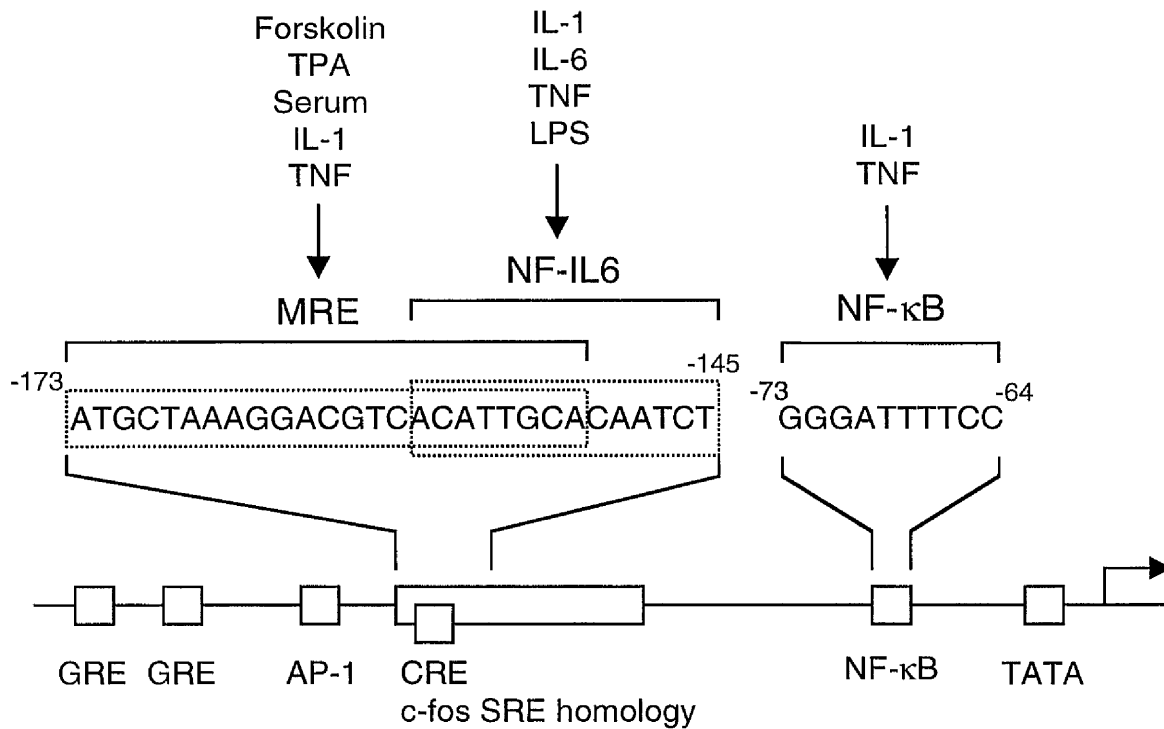 Forskolin
TPA
Serum
IL-1
TNF
IL-1
IL-6
TNF
LPS
IL-1
TNF
MRE
NF-IL6
NF-κB
-173
-145
-73
-64
ATGCTAAAGGACGTCACATTGCACAATCT
GGGATTTTCC
GRE GRE AP-1 CRE NF-κB TATA
c-fos SRE homology